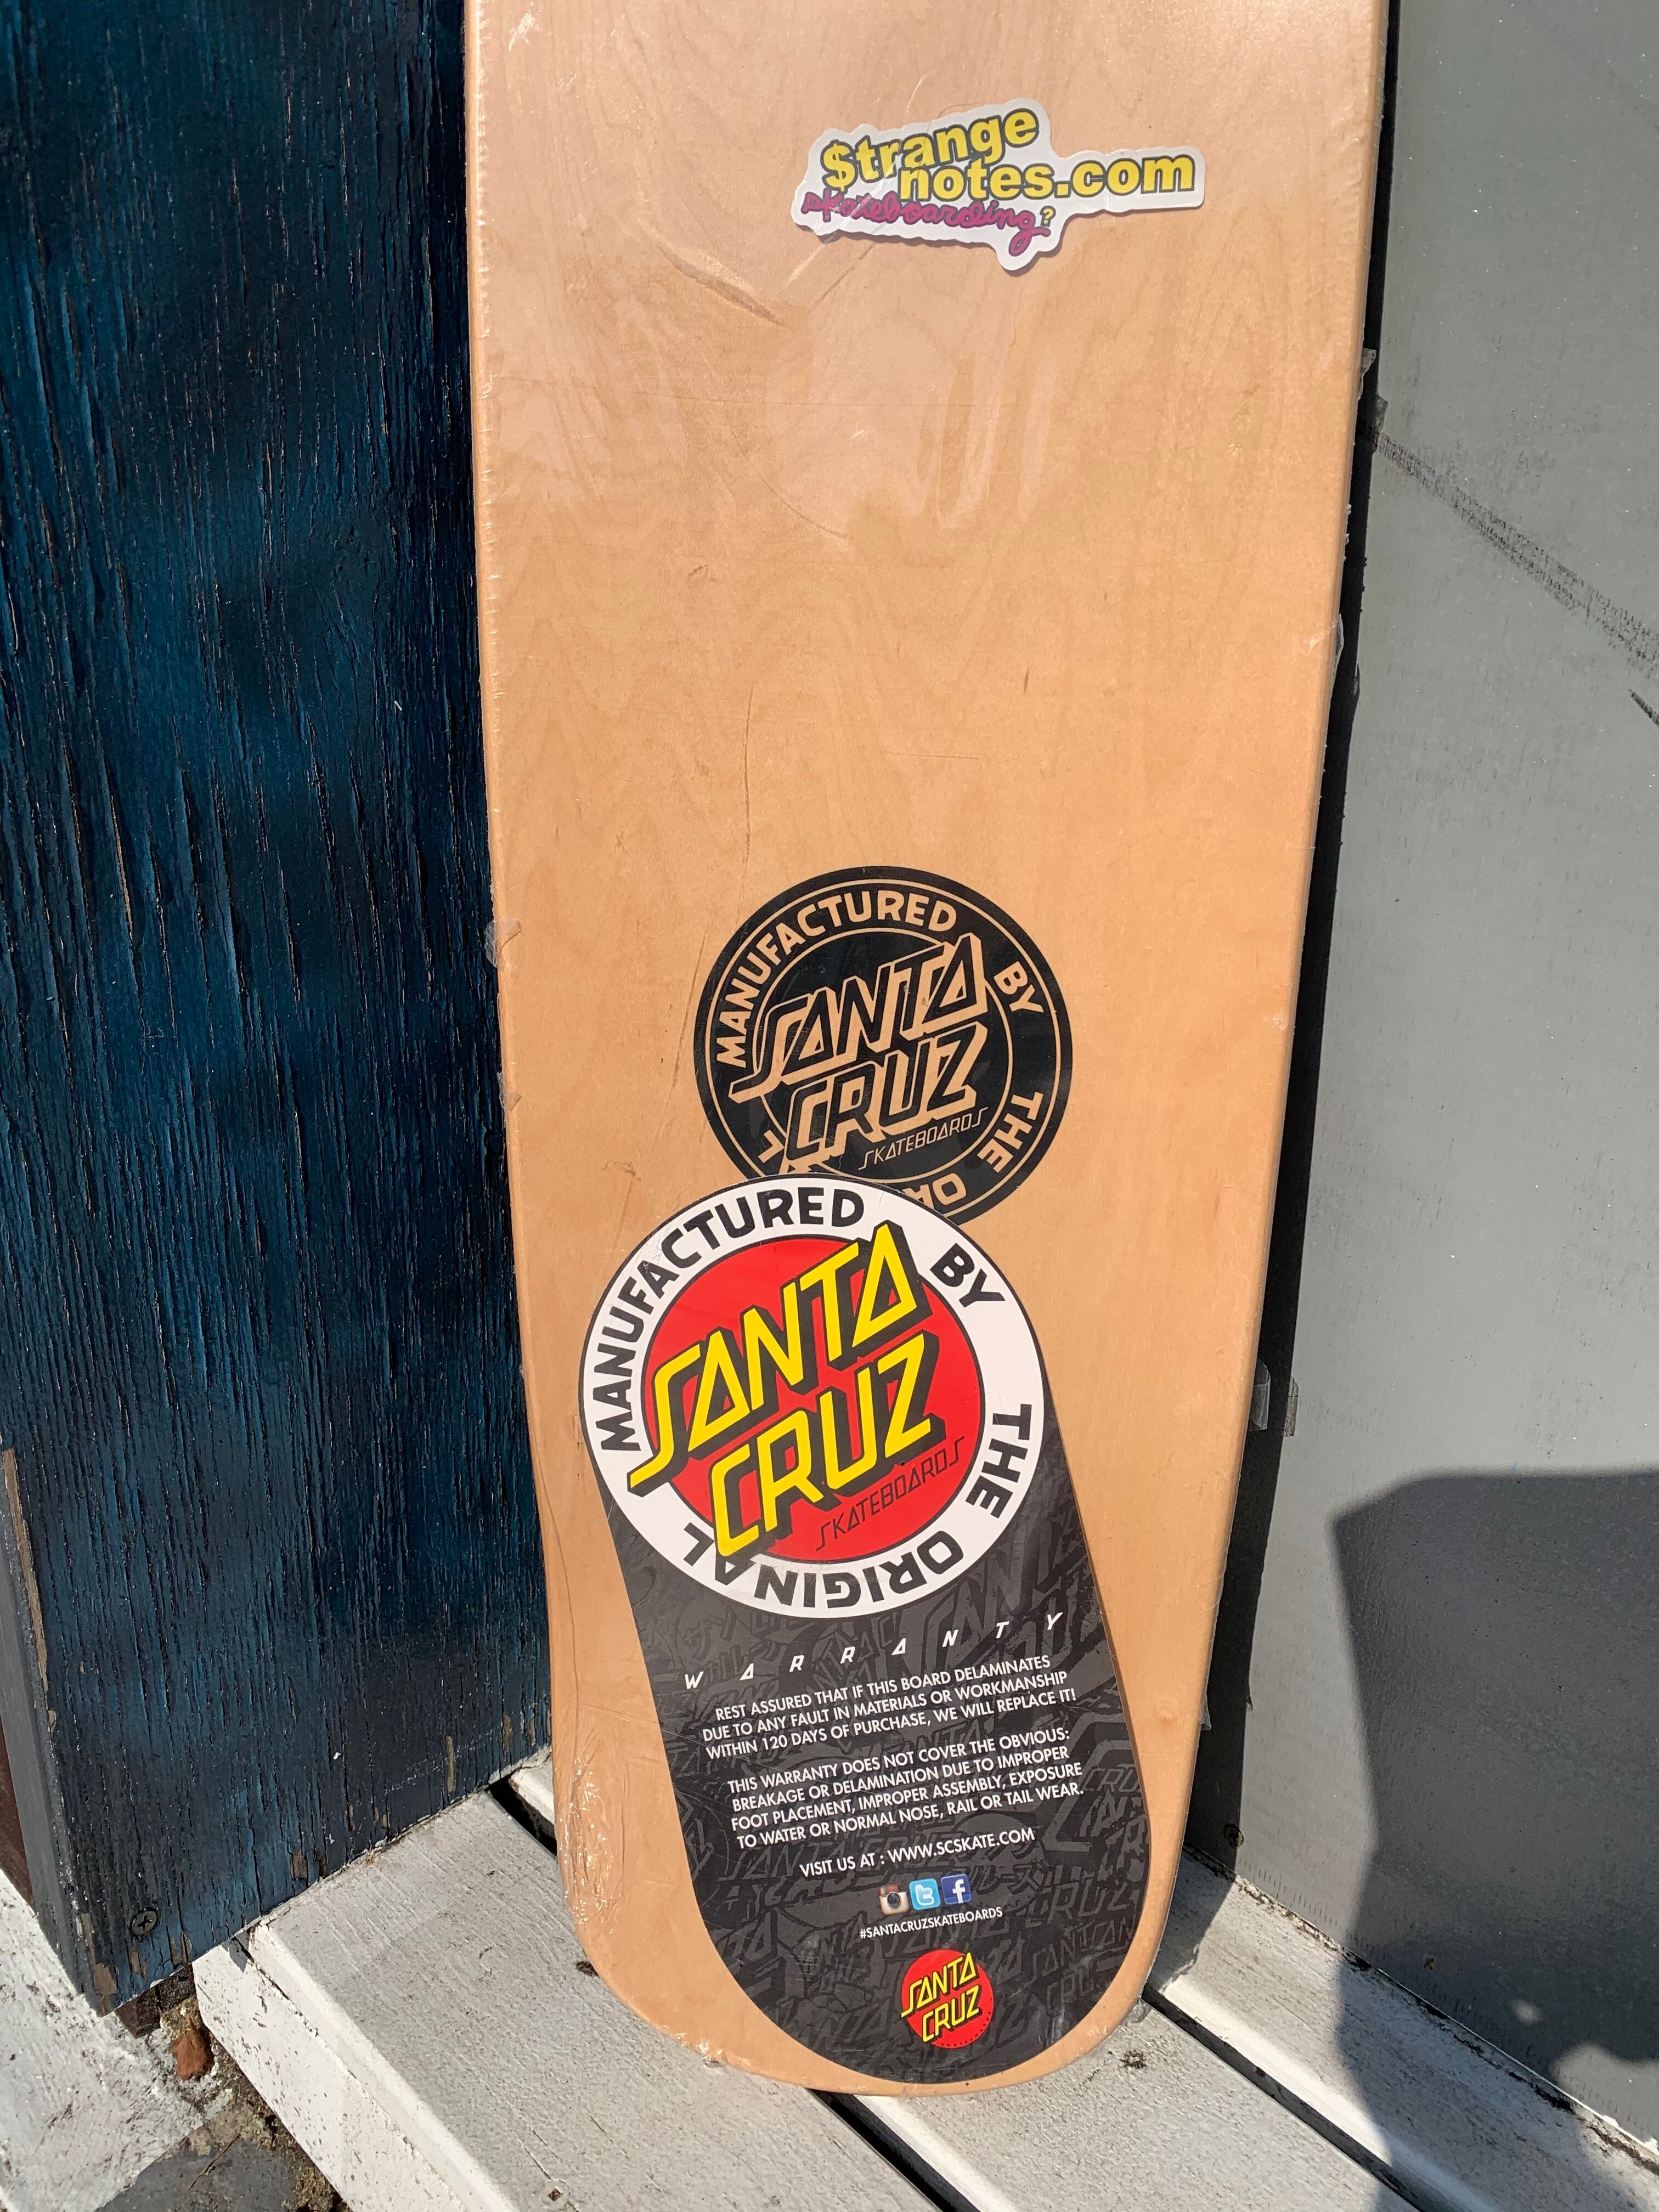 $trange
notes.com
skateboarding?
MANUFACTURED BY THE OR
L
SANTA
CRUZ
SKATEBOARDS
MANUFACTURED BY THE ORIGINAL
SANTA
CRUZ
SKATEBOARDS
WARRANTY
REST ASSURED THAT IF THIS BOARD DELAMINATES
DUE TO ANY FAULT IN MATERIALS OR WORKMANSHIP
WITHIN 120 DAYS OF PURCHASE, WE WILL REPLACE IT!
THIS WARRANTY DOES NOT COVER THE OBVIOUS:
BREAKAGE OR DELAMINATION DUE TO IMPROPER
FOOT PLACEMENT, IMPROPER ASSEMBLY, EXPOSURE
TO WATER OR NORMAL NOSE, RAIL OR TAIL WEAR.
VISIT US AT : WWW.SCSKATE.COM
#SANTACRUZSKATEBOARDS
SANTA
CRUZ